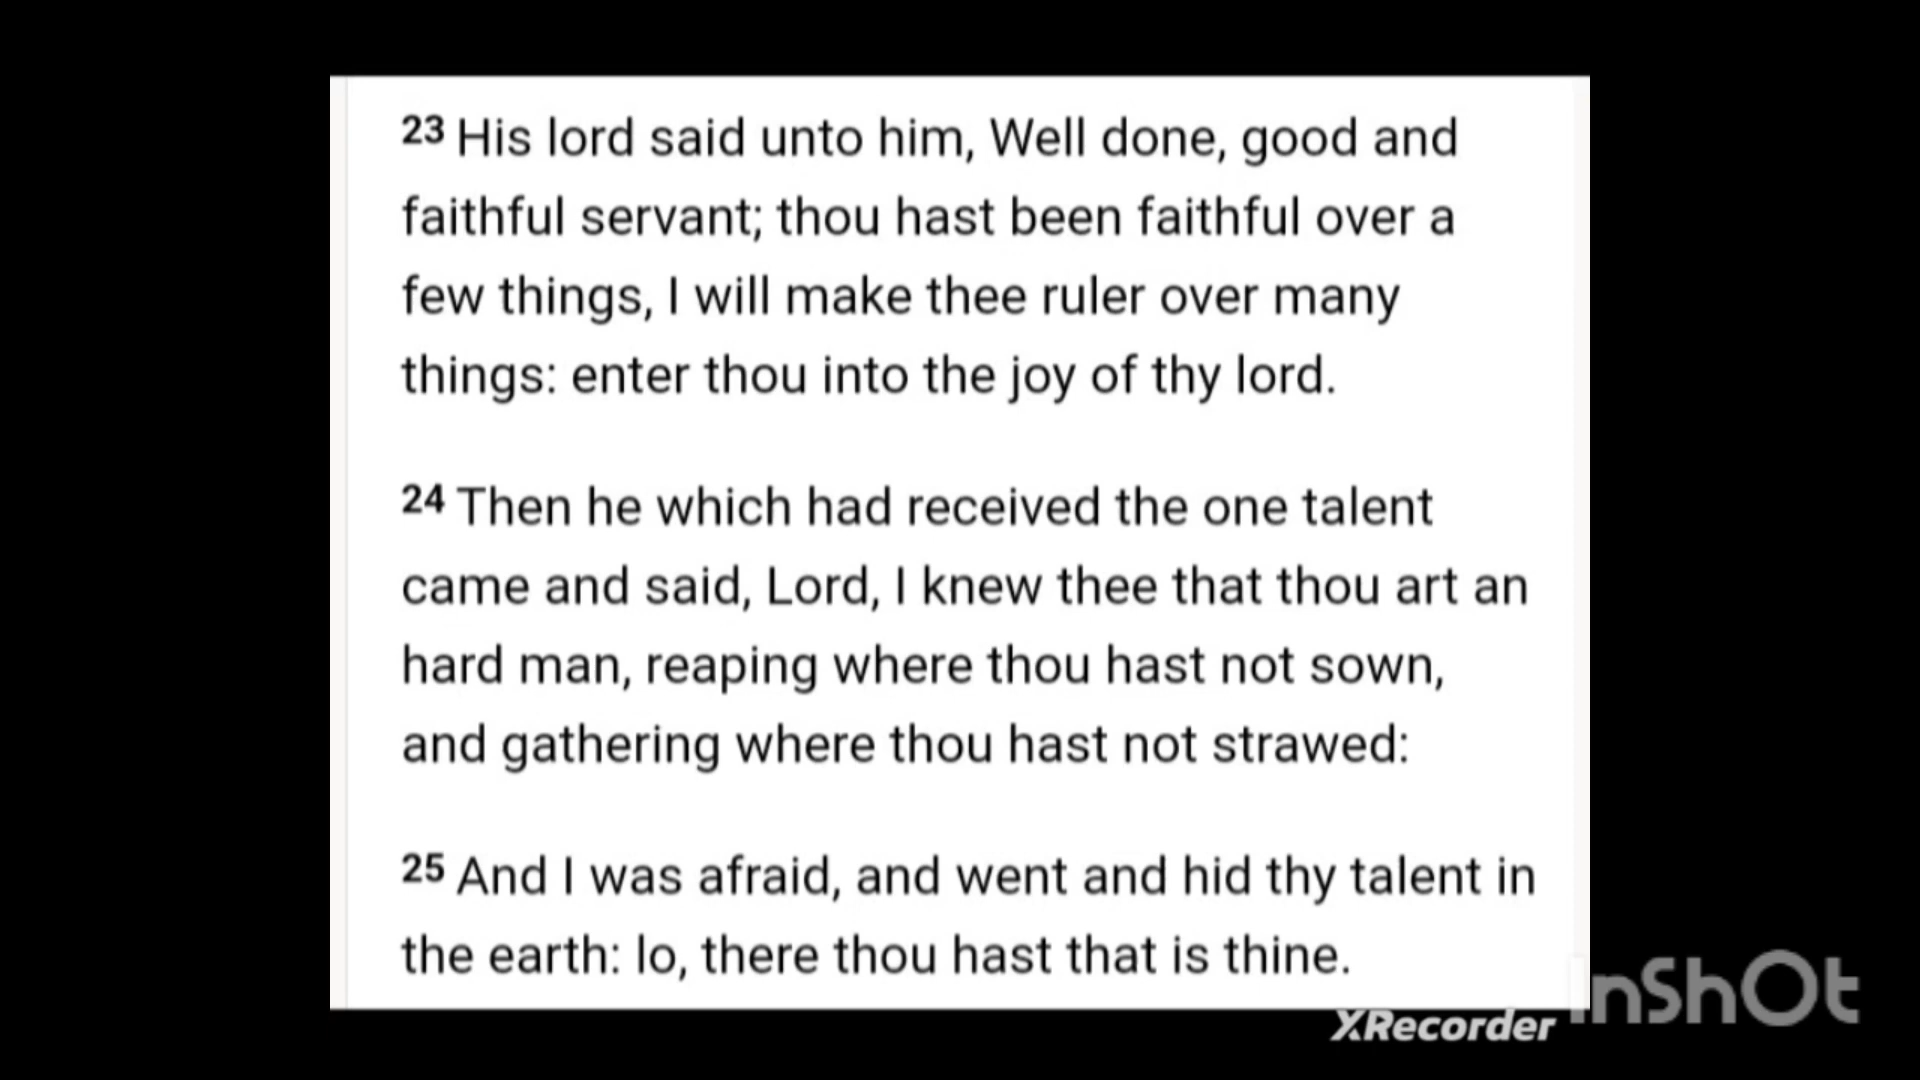 23 His lord said unto him, Well done, good and
faithful servant; thou hast been faithful over a
few things, I will make thee ruler over many
things: enter thou into the joy of thy lord.
24 Then he which had received the one talent
came and said, Lord, I knew thee that thou art an
hard man, reaping where thou hast not sown,
and gathering where thou hast not strawed:
25 And I was afraid, and went and hid thy talent in
the earth: lo, there thou hast that is thine.
XRecorder
InShOt